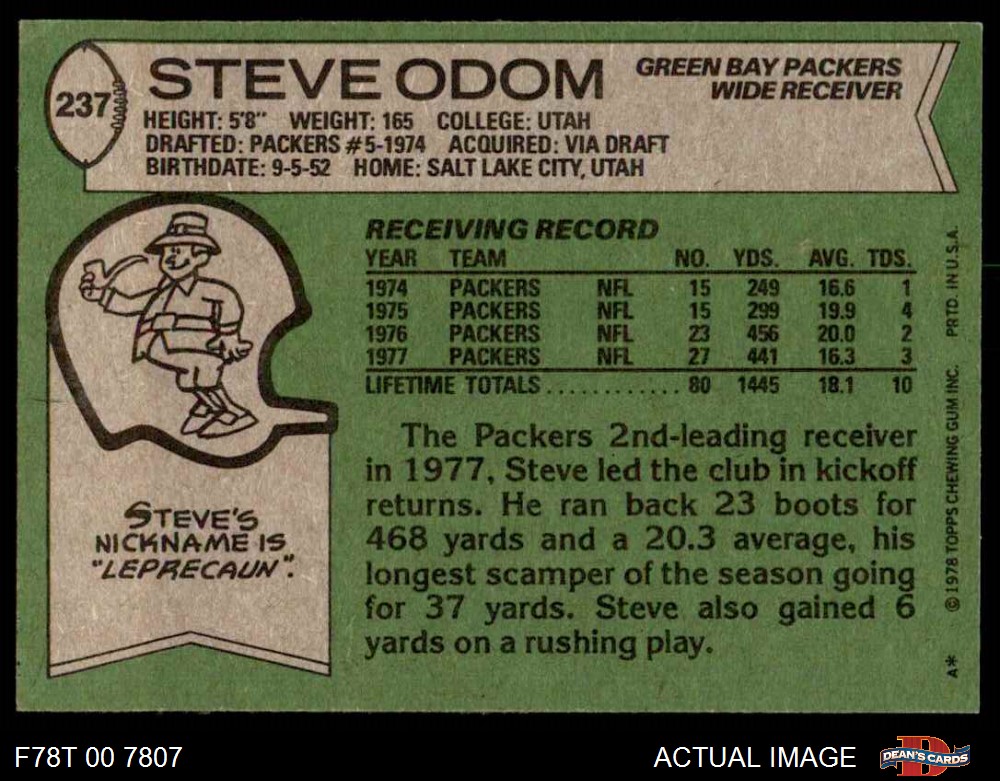 237
STEVE ODOM
GREEN BAY PACKERS
WIDE RECEIVER
HEIGHT: 5'8" WEIGHT: 165 COLLEGE: UTAH
DRAFTED: PACKERS #5-1974 ACQUIRED: VIA DRAFT
BIRTHDATE: 9-5-52 HOME: SALT LAKE CITY, UTAH
STEVE'S
NICKNAME IS
"LEPRECAUN".
RECEIVING RECORD
YEAR TEAM NO. YDS. AVG. TDS.
1974 PACKERS NFL 15 249 16.6 1
1975 PACKERS NFL 15 299 19.9 4
1976 PACKERS NFL 23 456 20.0 2
1977 PACKERS NFL 27 441 16.3 3
LIFETIME TOTALS............ 80 1445 18.1 10
The Packers 2nd-leading receiver
in 1977, Steve led the club in kickoff
returns. He ran back 23 boots for
468 yards and a 20.3 average, his
longest scamper of the season going
for 37 yards. Steve also gained 6
yards on a rushing play.
A* © 1978 TOPPS CHEWING GUM INC. PRTD. IN U.S.A.
F78T 00 7807
ACTUAL IMAGE
D
DEAN'S CARDS